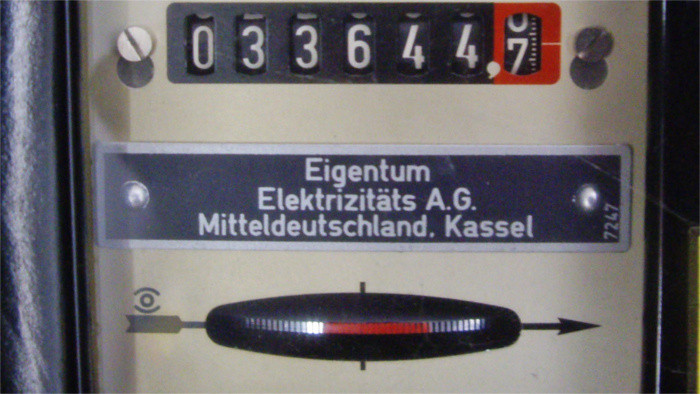 033644,7
Eigentum
Elektrizitäts A.G.
Mitteldeutschland. Kassel
7247